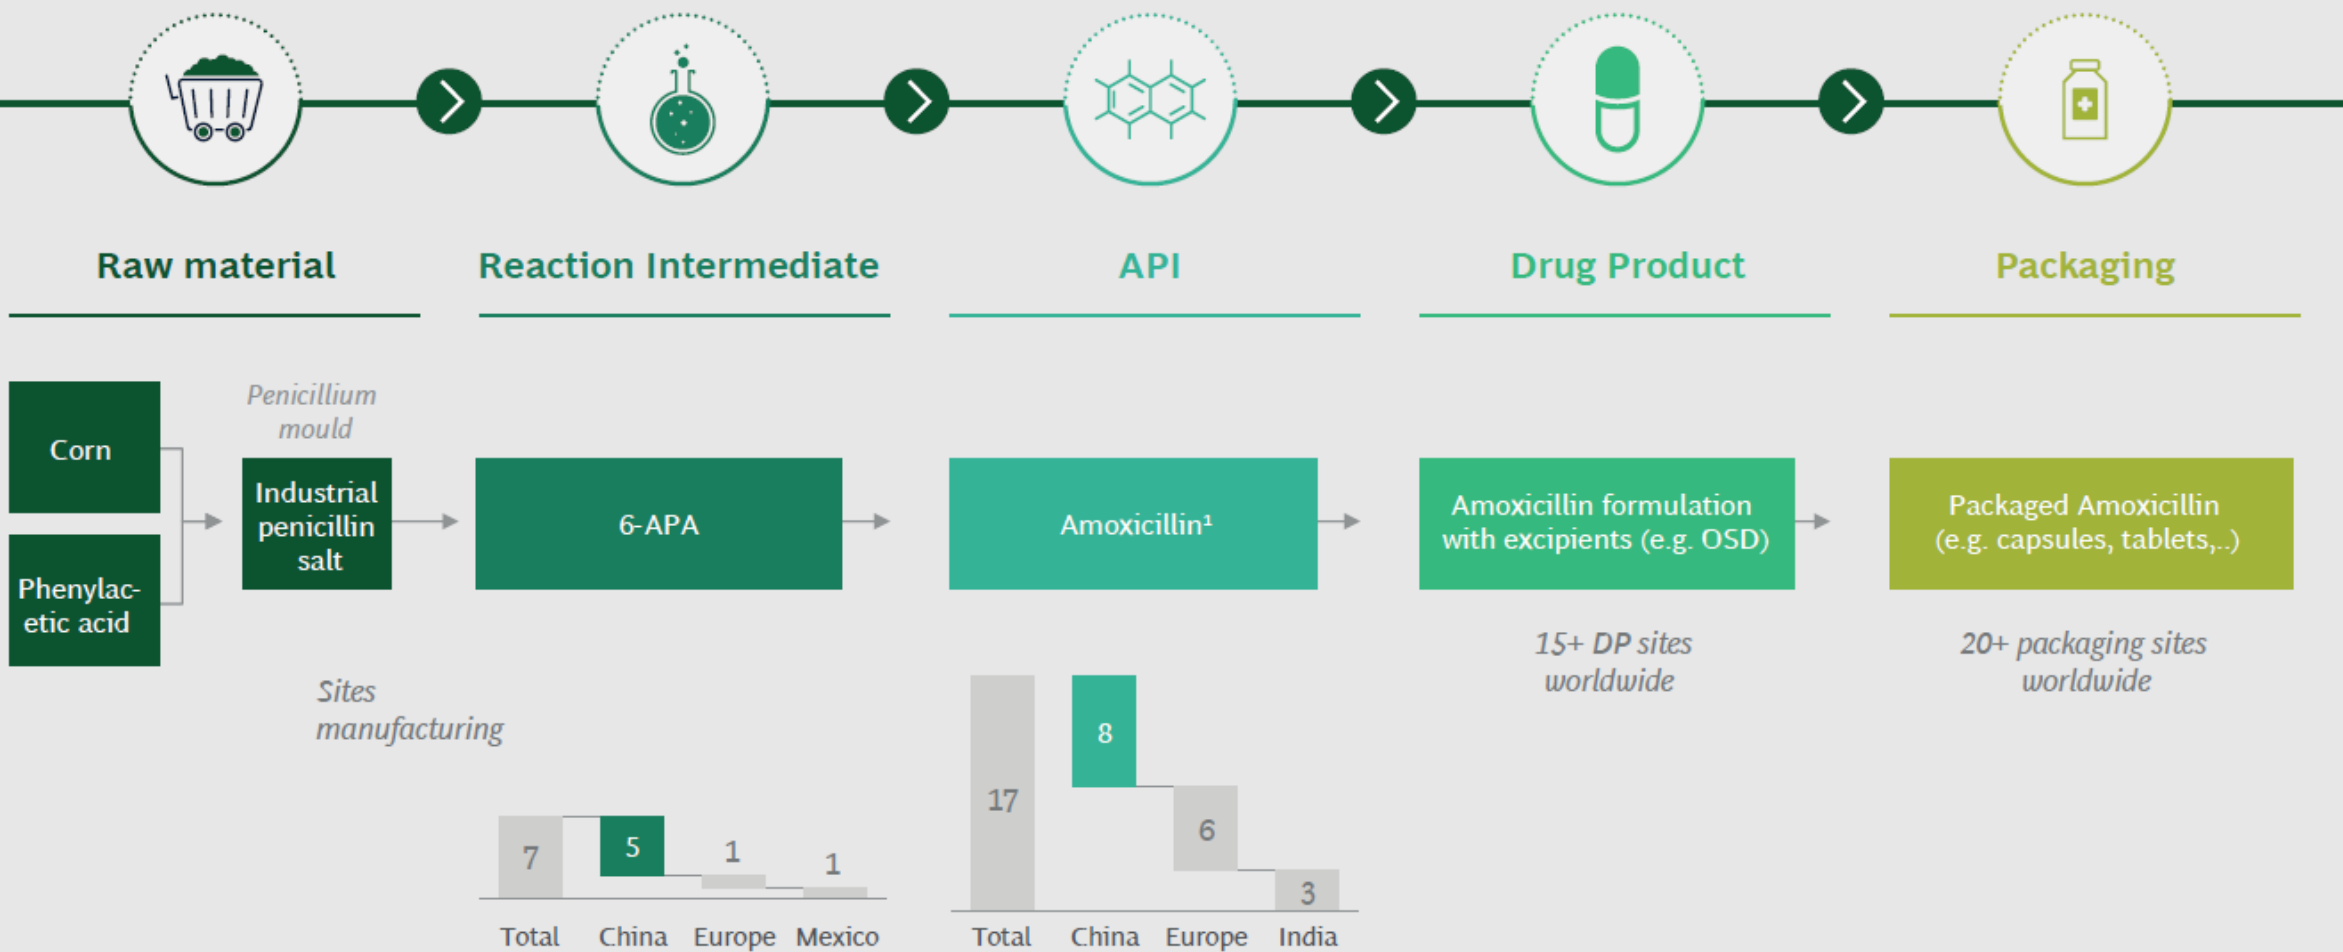 Raw material
Reaction Intermediate
API
Drug Product
Packaging
Corn
Phenylac-
etic acid
Penicillium
mould
Industrial
penicillin
salt
6-APA
Amoxicillin¹
Amoxicillin formulation
with excipients (e.g. OSD)
Packaged Amoxicillin
(e.g. capsules, tablets,..)
15+ DP sites
worldwide
20+ packaging sites
worldwide
Sites
manufacturing
7
5
1
1
Total
China
Europe
Mexico
17
8
6
3
Total
China
Europe
India